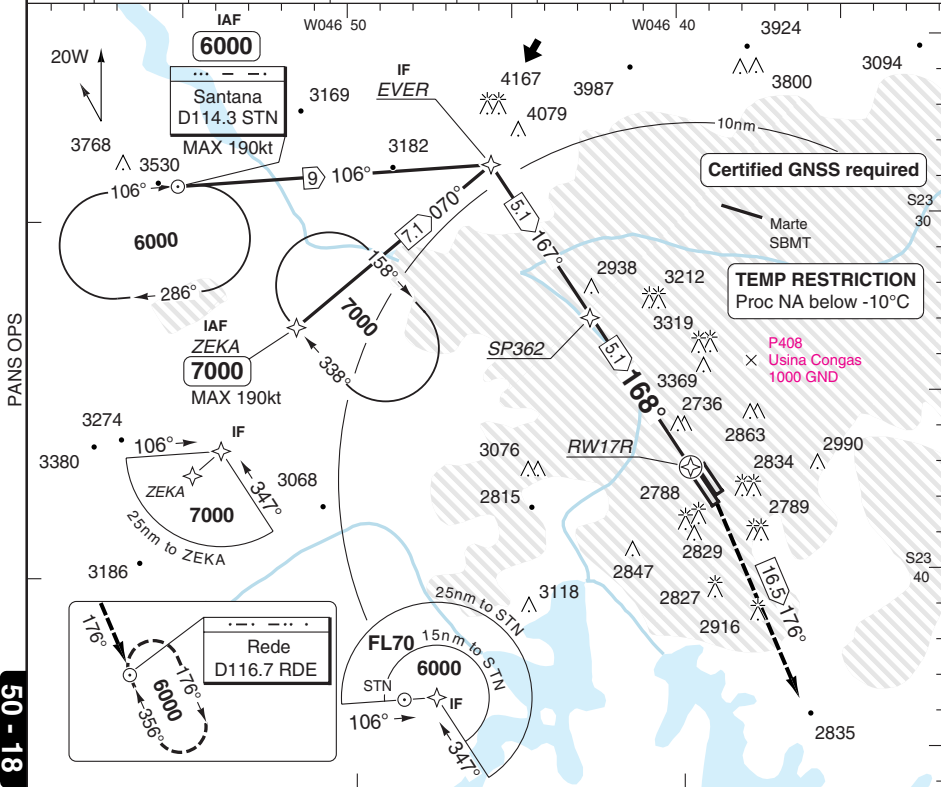 W046 50
W046 40
IAF
6000
20W
Santana
D114.3 STN
MAX 190kt
IF
EVER
4167
4079
3987
3924
3800
3094
3169
3768
3530
3182
106°
9
106°
6000
286°
10nm
Certified GNSS required
S23
30
Marte
SBMT
7.1
070°
5.1
167°
158°
7000
338°
2938
3212
TEMP RESTRICTION
Proc NA below -10°C
IAF
ZEKA
7000
MAX 190kt
SP362
3319
5.1
168°
3369
P408
Usina Congas
1000 GND
PANS OPS
2736
2863
3274
3380
106°
IF
ZEKA
7000
347°
25nm to ZEKA
3068
3076
2815
RW17R
2990
2834
2788
2789
2829
2847
S23
40
3186
3118
2827
2916
16.5
176°
2835
176°
Rede
D116.7 RDE
6000
176°
356°
25nm to STN
FL70
15nm to STN
6000
STN
IF
106°
347°
50 - 18